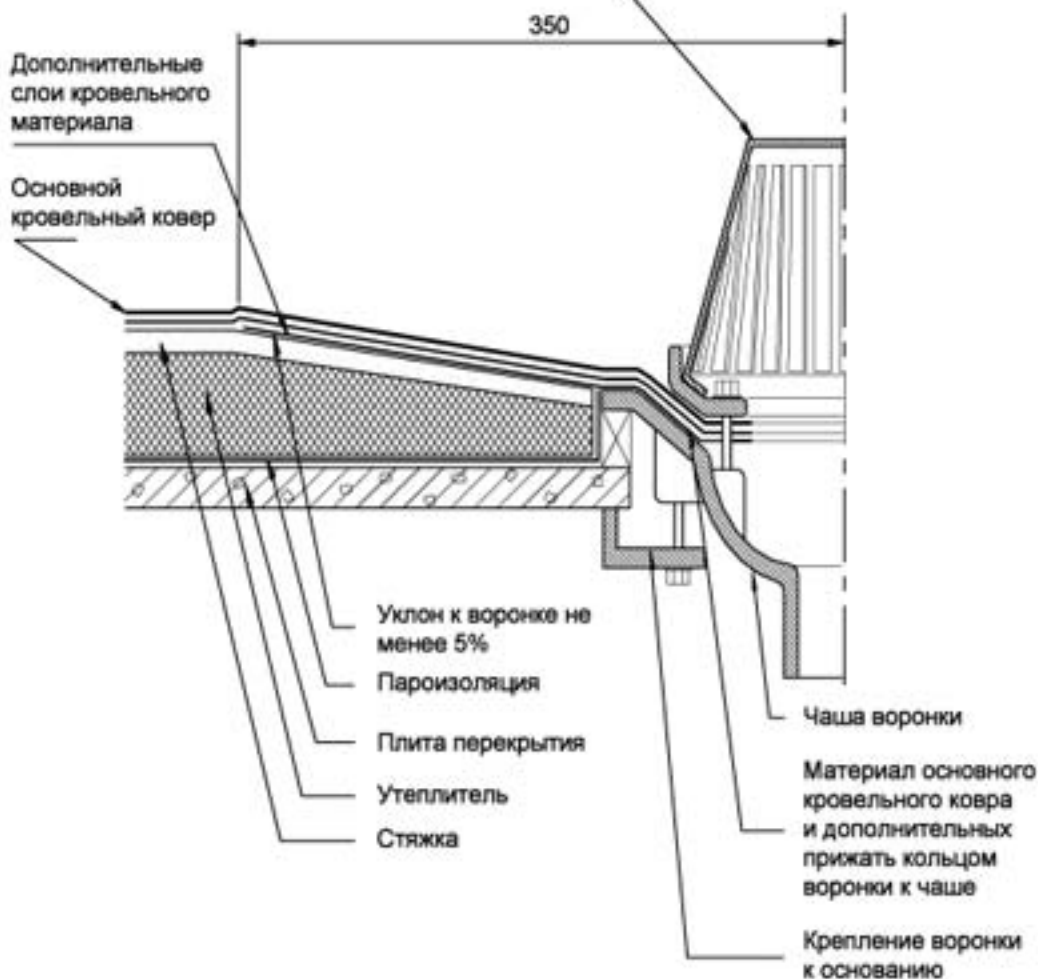 350
Дополнительные
слои кровельного
материала
Основной
кровельный ковер
Уклон к воронке не
менее 5%
Пароизоляция
Плита перекрытия
Утеплитель
Стяжка
Чаша воронки
Материал основного
кровельного ковра
и дополнительных
прижать кольцом
воронки к чаше
Крепление воронки
к основанию